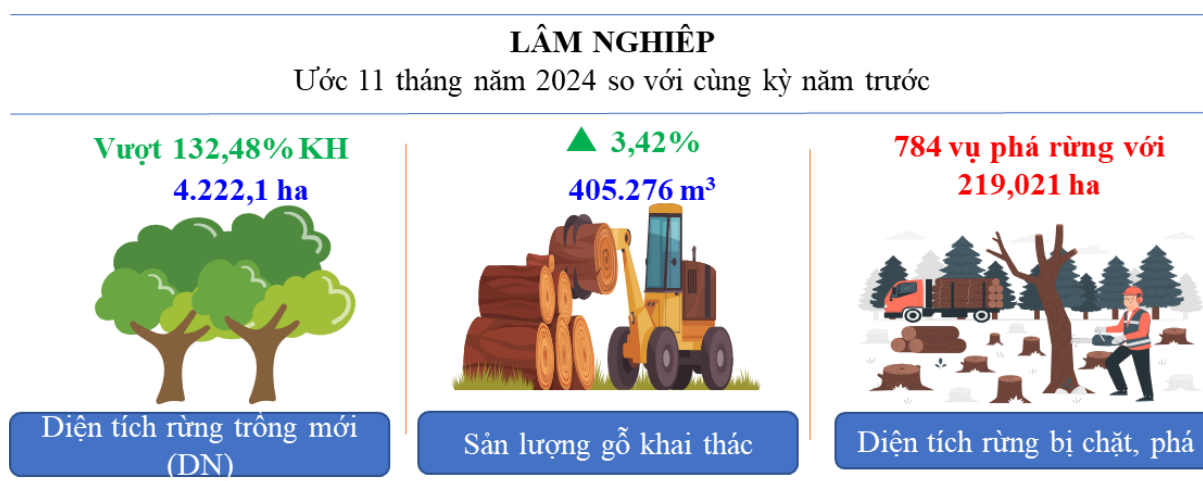 LÂM NGHIỆP
Ước 11 tháng năm 2024 so với cùng kỳ năm trước
Vượt 132,48% KH
4.222,1 ha
Diện tích rừng trồng mới
(DN)
▲ 3,42%
405.276 m³
Sản lượng gỗ khai thác
784 vụ phá rừng với
219,021 ha
Diện tích rừng bị chặt, phá